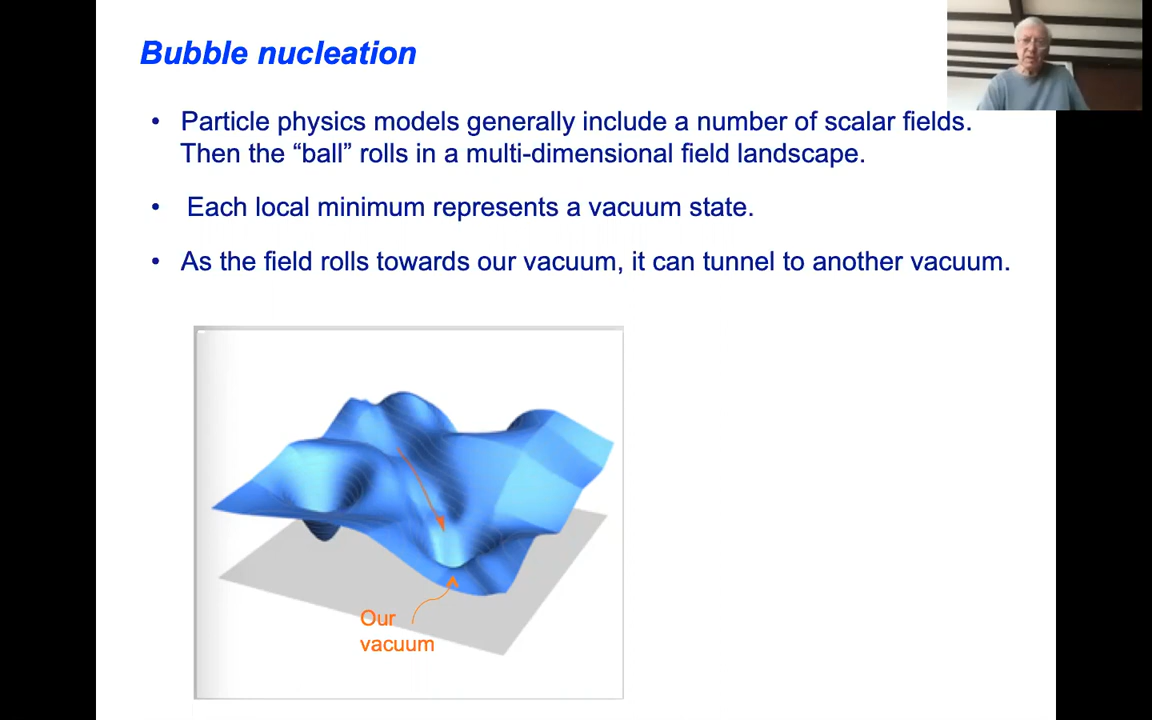 Bubble nucleation
• Particle physics models generally include a number of scalar fields.
Then the “ball” rolls in a multi-dimensional field landscape.
• Each local minimum represents a vacuum state.
• As the field rolls towards our vacuum, it can tunnel to another vacuum.
Our
vacuum